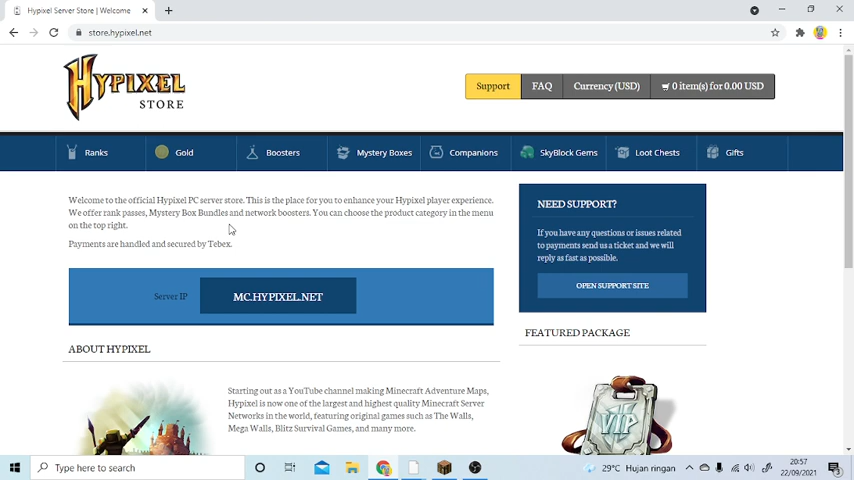 Hypixel Server Store | Welcome
store.hypixel.net
HYPIXEL
STORE
Support FAQ Currency (USD) 0 item(s) for 0.00 USD
Ranks Gold Boosters Mystery Boxes Companions SkyBlock Gems Loot Chests Gifts
Welcome to the official Hypixel PC server store. This is the place for you to enhance your Hypixel player experience.
We offer rank passes, Mystery Box Bundles and network boosters. You can choose the product category in the menu
on the top right.
Payments are handled and secured by Tebex.
Server IP MC.HYPIXEL.NET
NEED SUPPORT?
If you have any questions or issues related
to payments send us a ticket and we will
reply as fast as possible.
OPEN SUPPORT SITE
ABOUT HYPIXEL
Starting out as a YouTube channel making Minecraft Adventure Maps,
Hypixel is now one of the largest and highest quality Minecraft Server
Networks in the world, featuring original games such as The Walls,
Mega Walls, Blitz Survival Games, and many more.
FEATURED PACKAGE
VIP
Type here to search
29°C Hujan ringan
20:57
22/09/2021
3